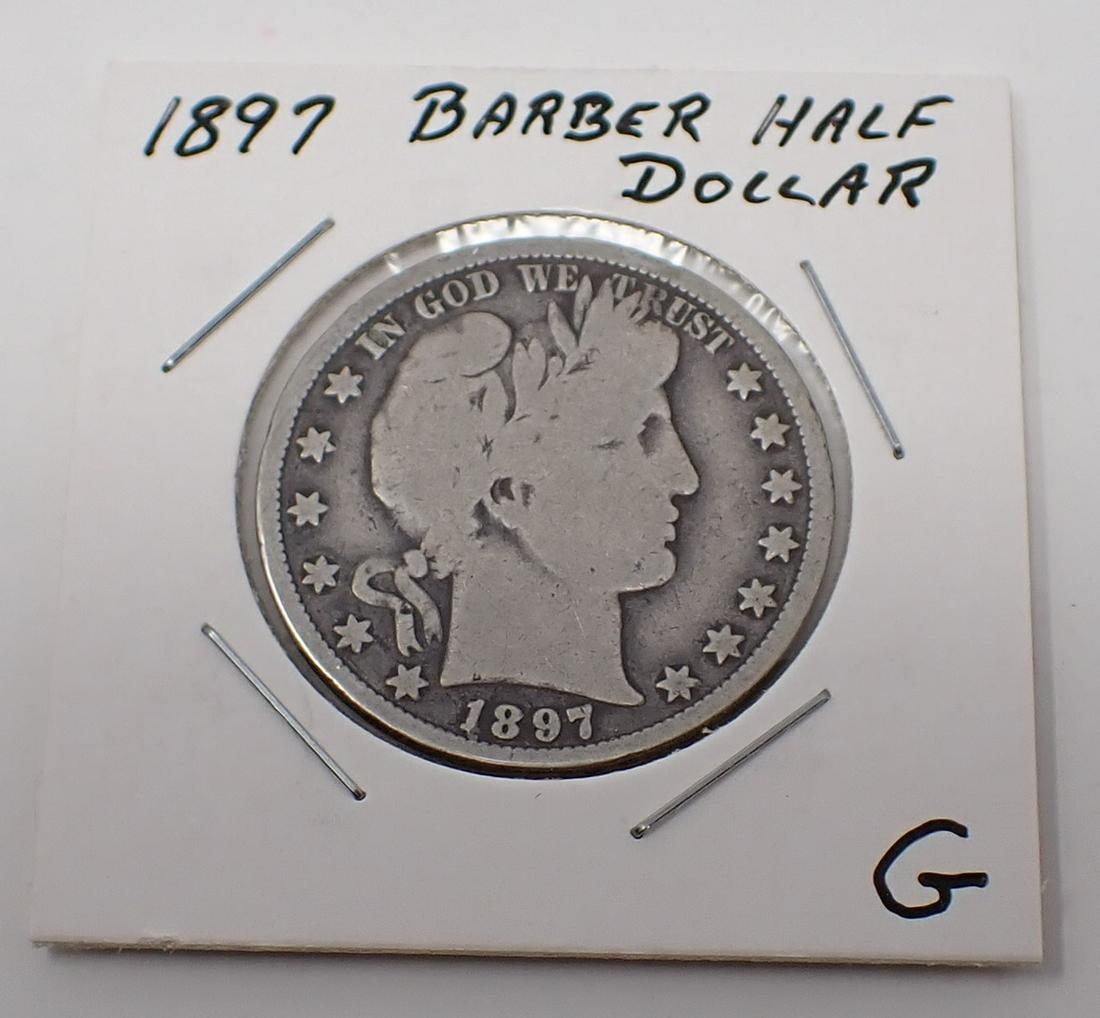 1897 BARBER HALF
DOLLAR
IN GOD WE TRUST
1897
G